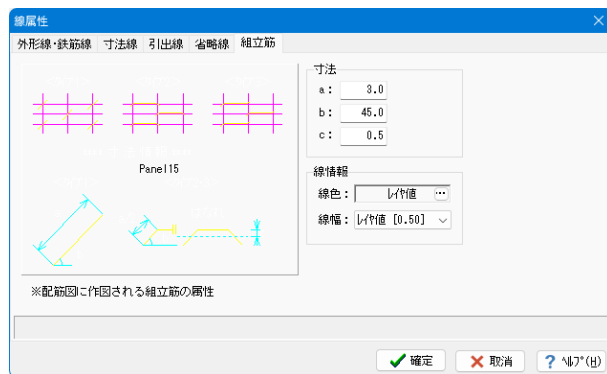 線属性
外形線・鉄筋線 寸法線 引出線 省略線 組立筋
Panel15
※配筋図に作図される組立筋の属性
寸法
a： 3.0
b： 45.0
c： 0.5
線情報
線色： ﾚｲﾔ値 ...
線幅： ﾚｲﾔ値 [0.50]
確定 取消 ? ﾍﾙﾌﾟ(H)